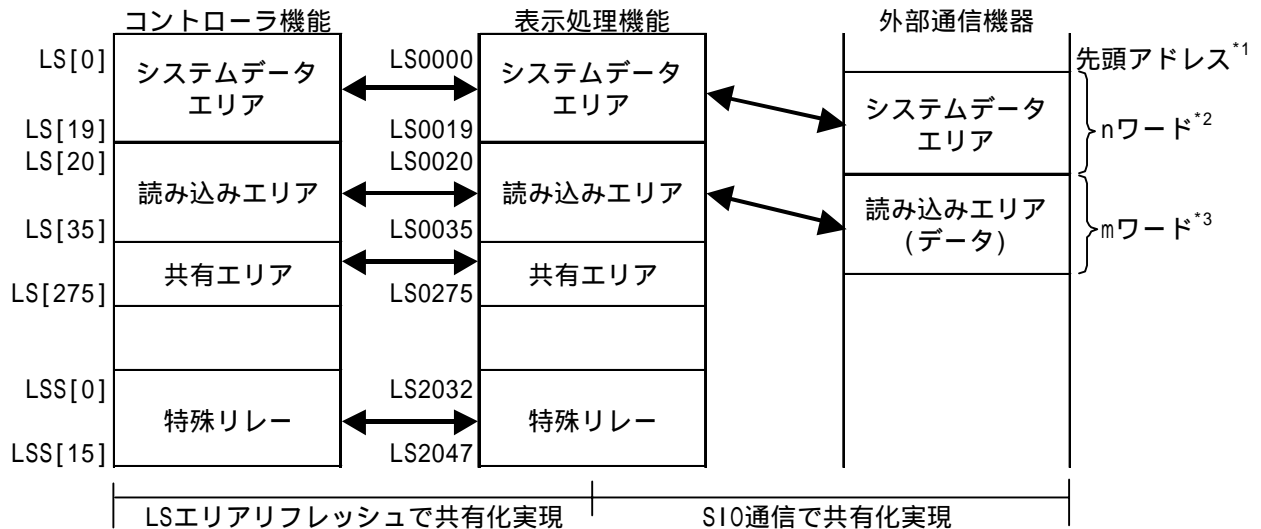 コントローラ機能
表示処理機能
外部通信機器
LS[0]
システムデータ
エリア
LS0000
システムデータ
エリア
先頭アドレス*1
LS[19]
LS0019
システムデータ
エリア
nワード*2
LS[20]
LS0020
読み込みエリア
読み込みエリア
読み込みエリア
(データ)
mワード*3
LS[35]
LS0035
共有エリア
共有エリア
LS[275]
LS0275
LSS[0]
LS2032
特殊リレー
特殊リレー
LSS[15]
LS2047
LSエリアリフレッシュで共有化実現
SIO通信で共有化実現